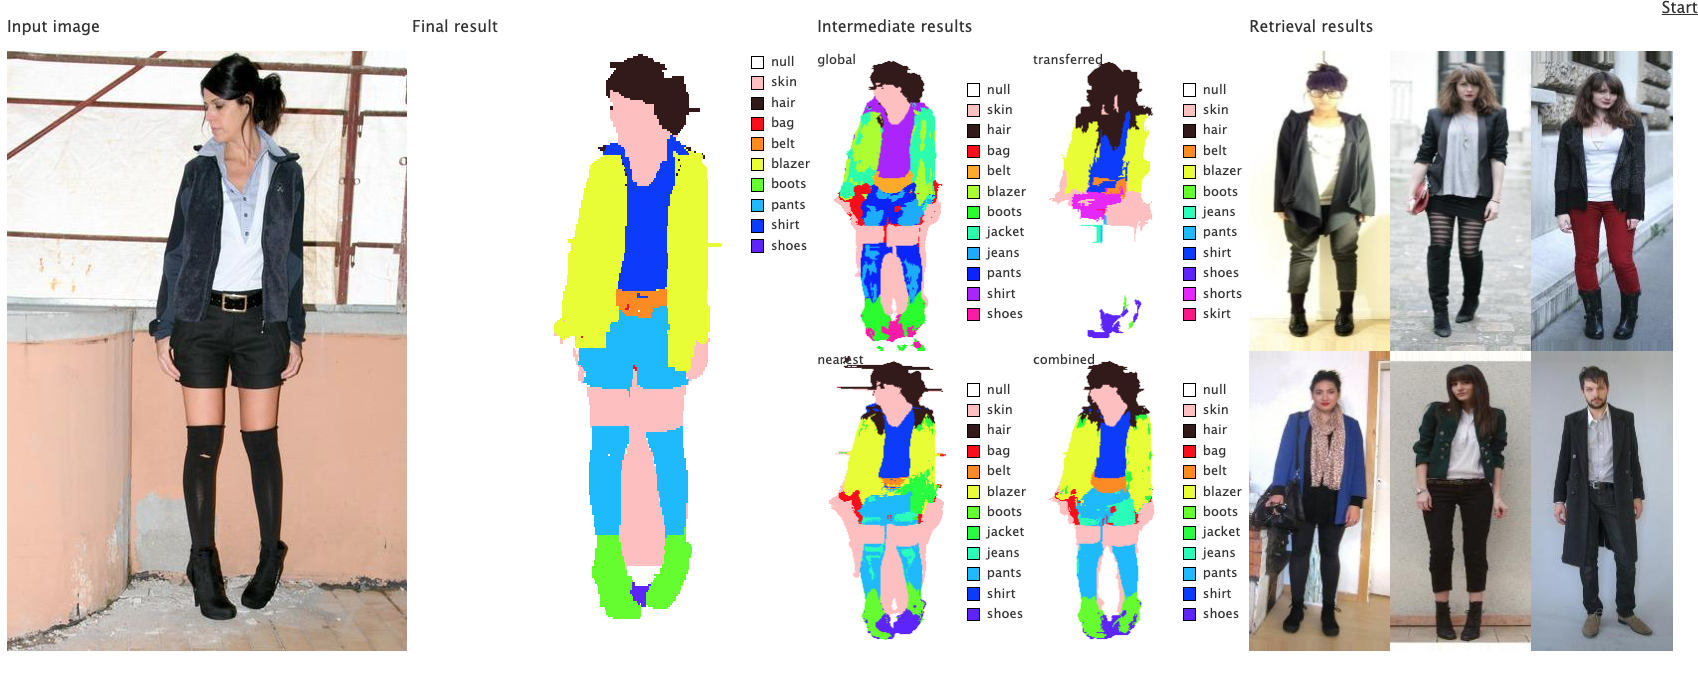 Start
Input image
Final result
Intermediate results
Retrieval results
null
skin
hair
bag
belt
blazer
boots
pants
shirt
shoes
global
null
skin
hair
bag
belt
blazer
boots
jacket
jeans
pants
shirt
shoes
transferred
null
skin
hair
belt
blazer
boots
jeans
pants
shirt
shoes
shorts
skirt
nearest
null
skin
hair
bag
belt
blazer
boots
jacket
jeans
pants
shirt
shoes
combined
null
skin
hair
bag
belt
blazer
boots
jacket
jeans
pants
shirt
shoes